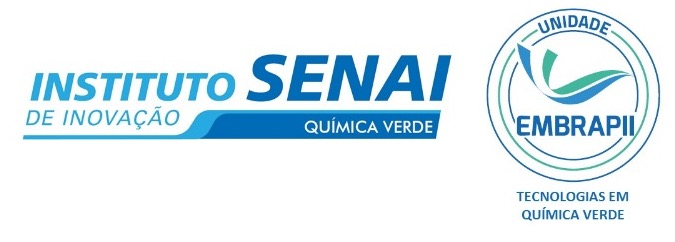 INSTITUTO SENAI
DE INOVAÇÃO
QUÍMICA VERDE
UNIDADE
EMBRAPII
TECNOLOGIAS EM
QUÍMICA VERDE